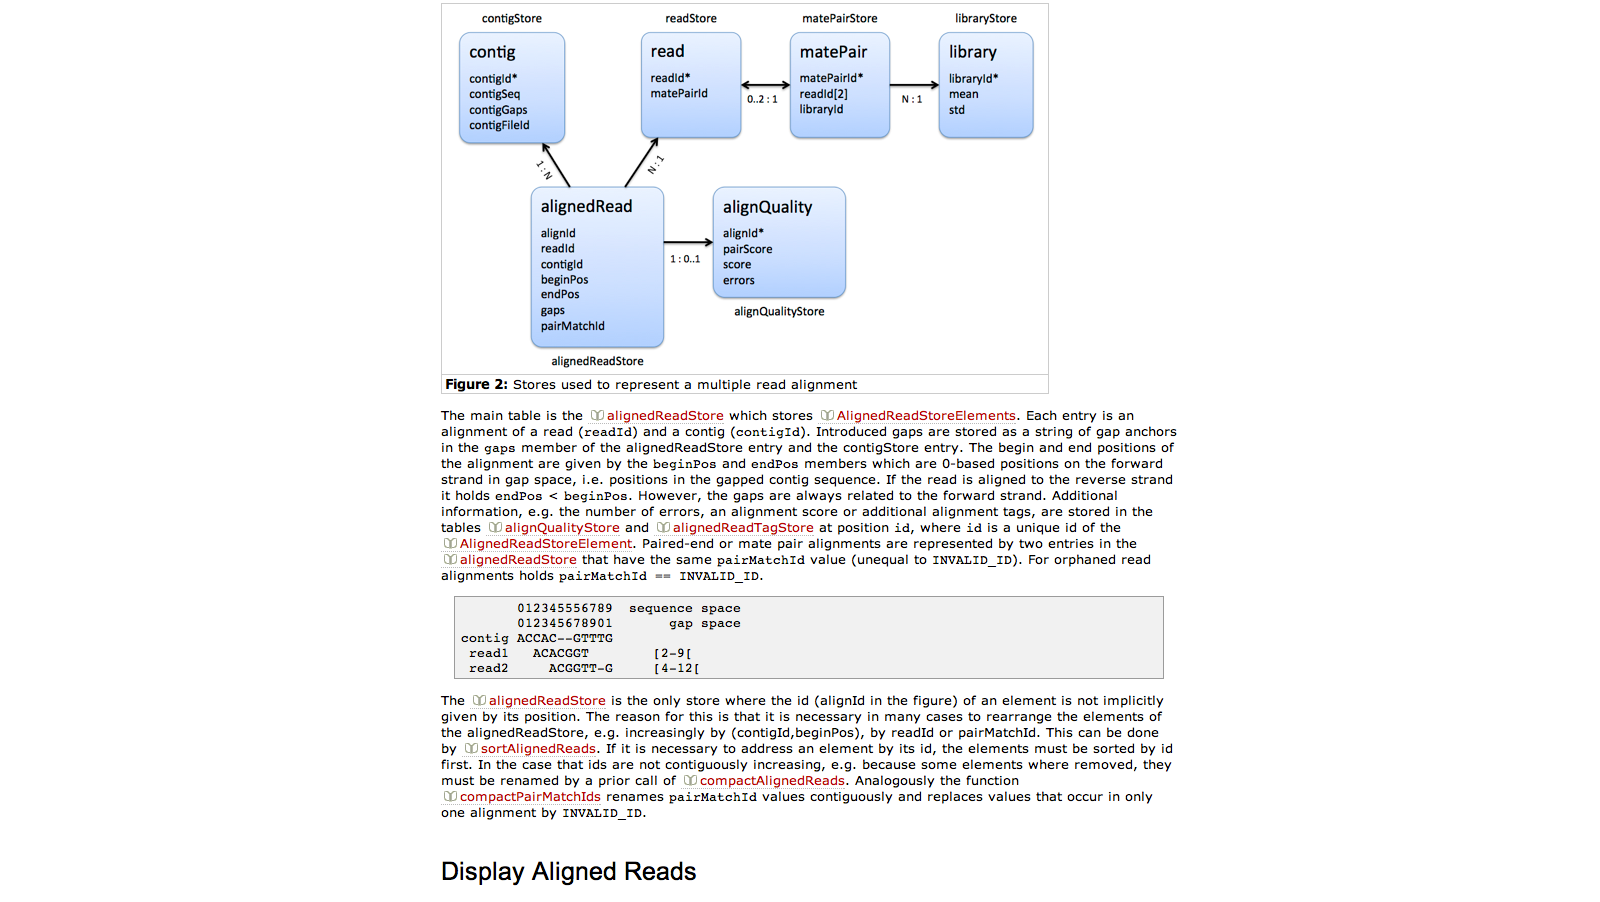 contigStore readStore matePairStore libraryStore
contig
contigId*
contigSeq
contigGaps
contigFileId
read
readId*
matePairId
0..2 : 1
matePair
matePairId*
readId[2]
libraryId
N : 1
library
libraryId*
mean
std
1 : N
N : 1
alignedRead
alignId
readId
contigId
beginPos
endPos
gaps
pairMatchId
alignedReadStore
1 : 0..1
alignQuality
alignId*
pairScore
score
errors
alignQualityStore
Figure 2: Stores used to represent a multiple read alignment
The main table is the alignedReadStore which stores AlignedReadStoreElements. Each entry is an
alignment of a read (readId) and a contig (contigId). Introduced gaps are stored as a string of gap anchors
in the gaps member of the alignedReadStore entry and the contigStore entry. The begin and end positions of
the alignment are given by the beginPos and endPos members which are 0-based positions on the forward
strand in gap space, i.e. positions in the gapped contig sequence. If the read is aligned to the reverse strand
it holds endPos < beginPos. However, the gaps are always related to the forward strand. Additional
information, e.g. the number of errors, an alignment score or additional alignment tags, are stored in the
tables alignQualityStore and alignedReadTagStore at position id, where id is a unique id of the
AlignedReadStoreElement. Paired-end or mate pair alignments are represented by two entries in the
alignedReadStore that have the same pairMatchId value (unequal to INVALID_ID). For orphaned read
alignments holds pairMatchId == INVALID_ID.
012345556789 sequence space
012345678901 gap space
contig ACCAC--GTTTG
read1 ACACGGT [2-9[
read2 ACGGTT-G [4-12[
The alignedReadStore is the only store where the id (alignId in the figure) of an element is not implicitly
given by its position. The reason for this is that it is necessary in many cases to rearrange the elements of
the alignedReadStore, e.g. increasingly by (contigId,beginPos), by readId or pairMatchId. This can be done
by sortAlignedReads. If it is necessary to address an element by its id, the elements must be sorted by id
first. In the case that ids are not contiguously increasing, e.g. because some elements where removed, they
must be renamed by a prior call of compactAlignedReads. Analogously the function
compactPairMatchIds renames pairMatchId values contiguously and replaces values that occur in only
one alignment by INVALID_ID.
Display Aligned Reads